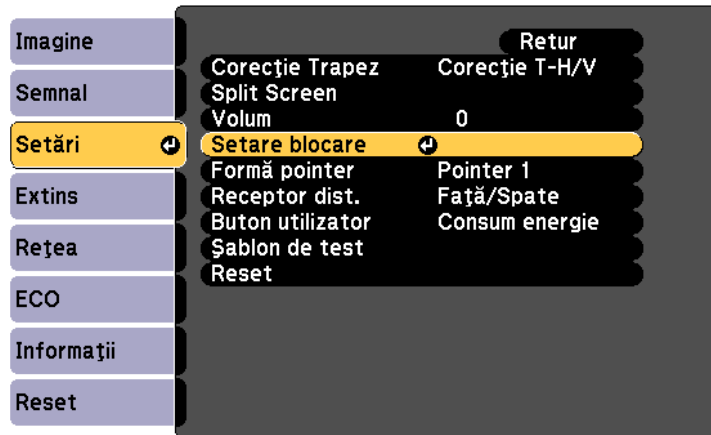 Imagine
Semnal
Setări
Extins
Reţea
ECO
Informaţii
Reset
Retur
Corecţie Trapez Corecţie T-H/V
Split Screen
Volum 0
Setare blocare
Formă pointer Pointer 1
Receptor dist. Faţă/Spate
Buton utilizator Consum energie
Şablon de test
Reset